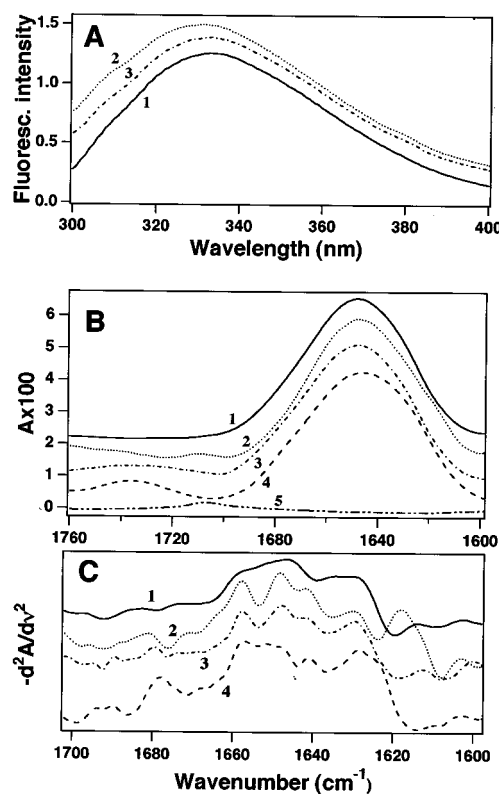 A
Fluoresc. intensity
1.5
1.0
0.5
0.0
2
3
1
300 320 340 360 380 400
Wavelength (nm)
B
Ax100
6
5
4
3
2
1
0
1
2
3
4
5
1760 1720 1680 1640 1600
C
-d²A/dν²
1
2
3
4
1700 1680 1660 1640 1620 1600
Wavenumber (cm⁻¹)